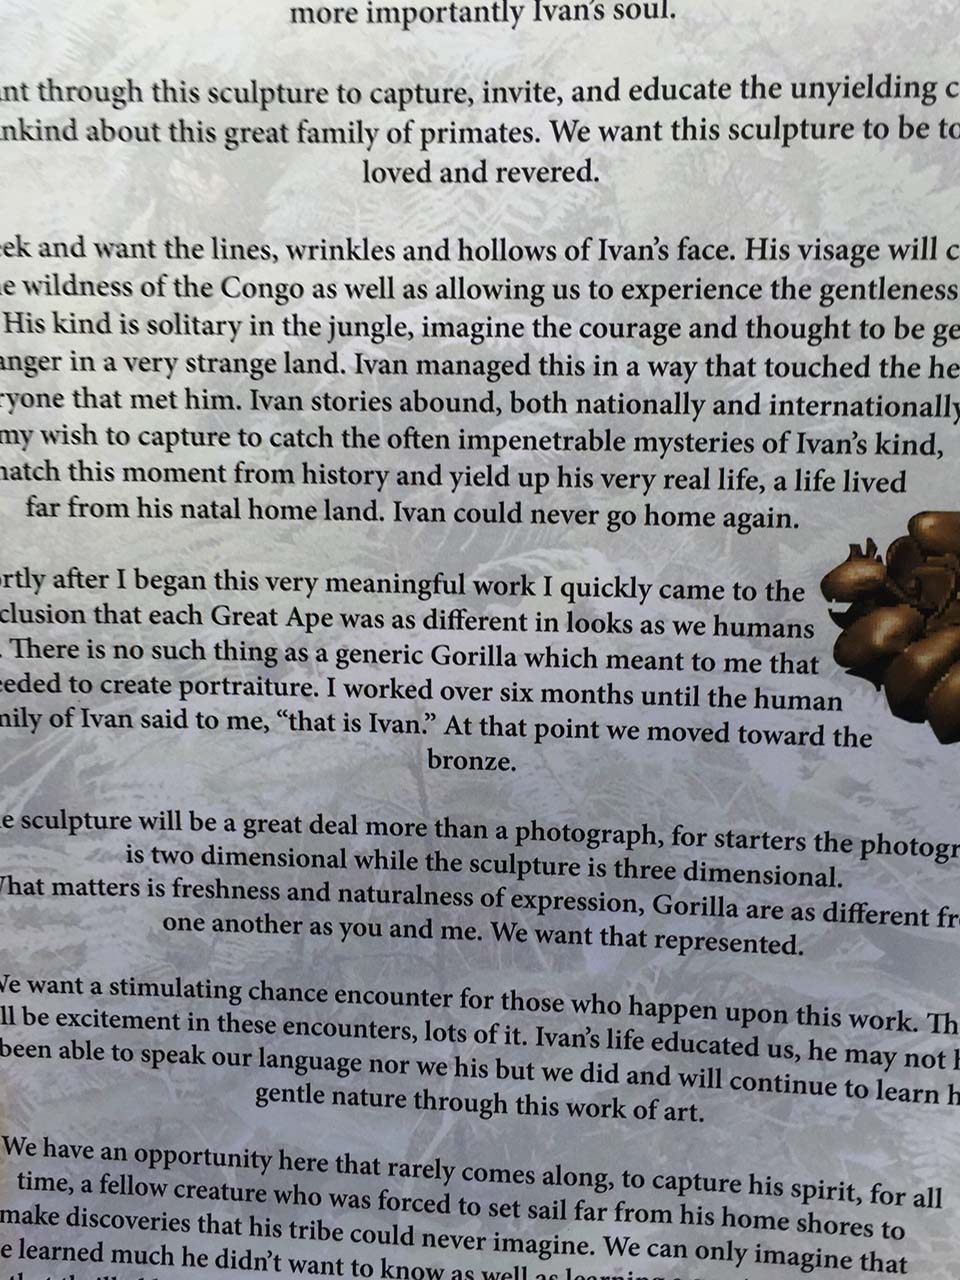 more importantly Ivan's soul.
nt through this sculpture to capture, invite, and educate the unyielding c
nkind about this great family of primates. We want this sculpture to be to
loved and revered.
ek and want the lines, wrinkles and hollows of Ivan's face. His visage will c
e wildness of the Congo as well as allowing us to experience the gentleness
His kind is solitary in the jungle, imagine the courage and thought to be ge
anger in a very strange land. Ivan managed this in a way that touched the he
ryone that met him. Ivan stories abound, both nationally and internationally
my wish to capture to catch the often impenetrable mysteries of Ivan's kind,
natch this moment from history and yield up his very real life, a life lived
far from his natal home land. Ivan could never go home again.
rtly after I began this very meaningful work I quickly came to the
clusion that each Great Ape was as different in looks as we humans
. There is no such thing as a generic Gorilla which meant to me that
eeded to create portraiture. I worked over six months until the human
mily of Ivan said to me, “that is Ivan.” At that point we moved toward the
bronze.
e sculpture will be a great deal more than a photograph, for starters the photogr
is two dimensional while the sculpture is three dimensional.
What matters is freshness and naturalness of expression, Gorilla are as different fr
one another as you and me. We want that represented.
We want a stimulating chance encounter for those who happen upon this work. Th
ll be excitement in these encounters, lots of it. Ivan's life educated us, he may not h
been able to speak our language nor we his but we did and will continue to learn h
gentle nature through this work of art.
We have an opportunity here that rarely comes along, to capture his spirit, for all
time, a fellow creature who was forced to set sail far from his home shores to
make discoveries that his tribe could never imagine. We can only imagine that
e learned much he didn't want to know as well as learning